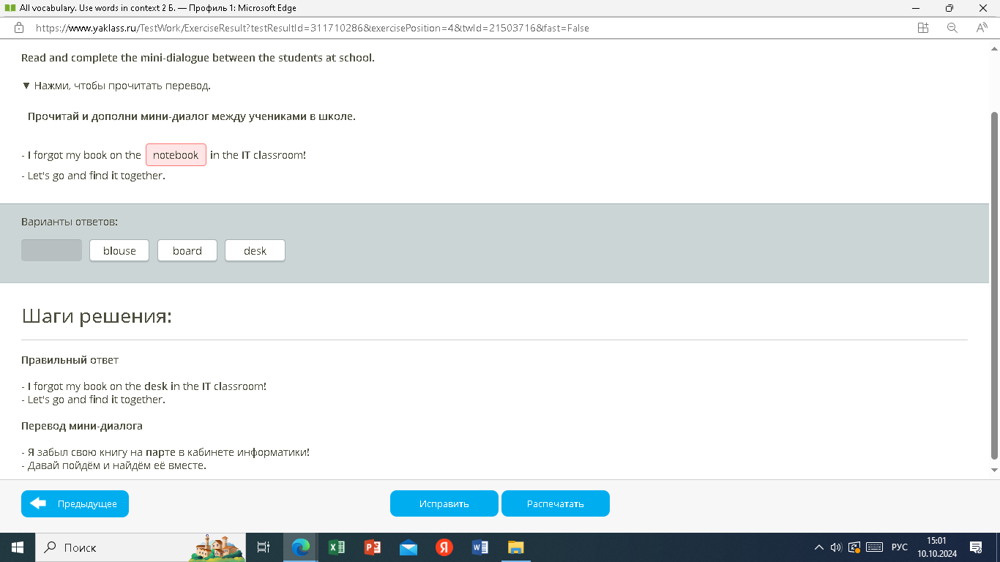 All vocabulary. Use words in context 2 Б. — Профиль 1: Microsoft Edge
https://www.yaklass.ru/TestWork/ExerciseResult?testResultId=311710286&exercisePosition=4&twId=21503716&fast=False
Read and complete the mini-dialogue between the students at school.
▼ Нажми, чтобы прочитать перевод.
Прочитай и дополни мини-диалог между учениками в школе.
- I forgot my book on the notebook in the IT classroom!
- Let's go and find it together.
Варианты ответов:
blouse board desk
Шаги решения:
Правильный ответ
- I forgot my book on the desk in the IT classroom!
- Let's go and find it together.
Перевод мини-диалога
- Я забыл свою книгу на парте в кабинете информатики!
- Давай пойдём и найдём её вместе.
Предыдущее Исправить Распечатать
Поиск РУС 15:01
10.10.2024